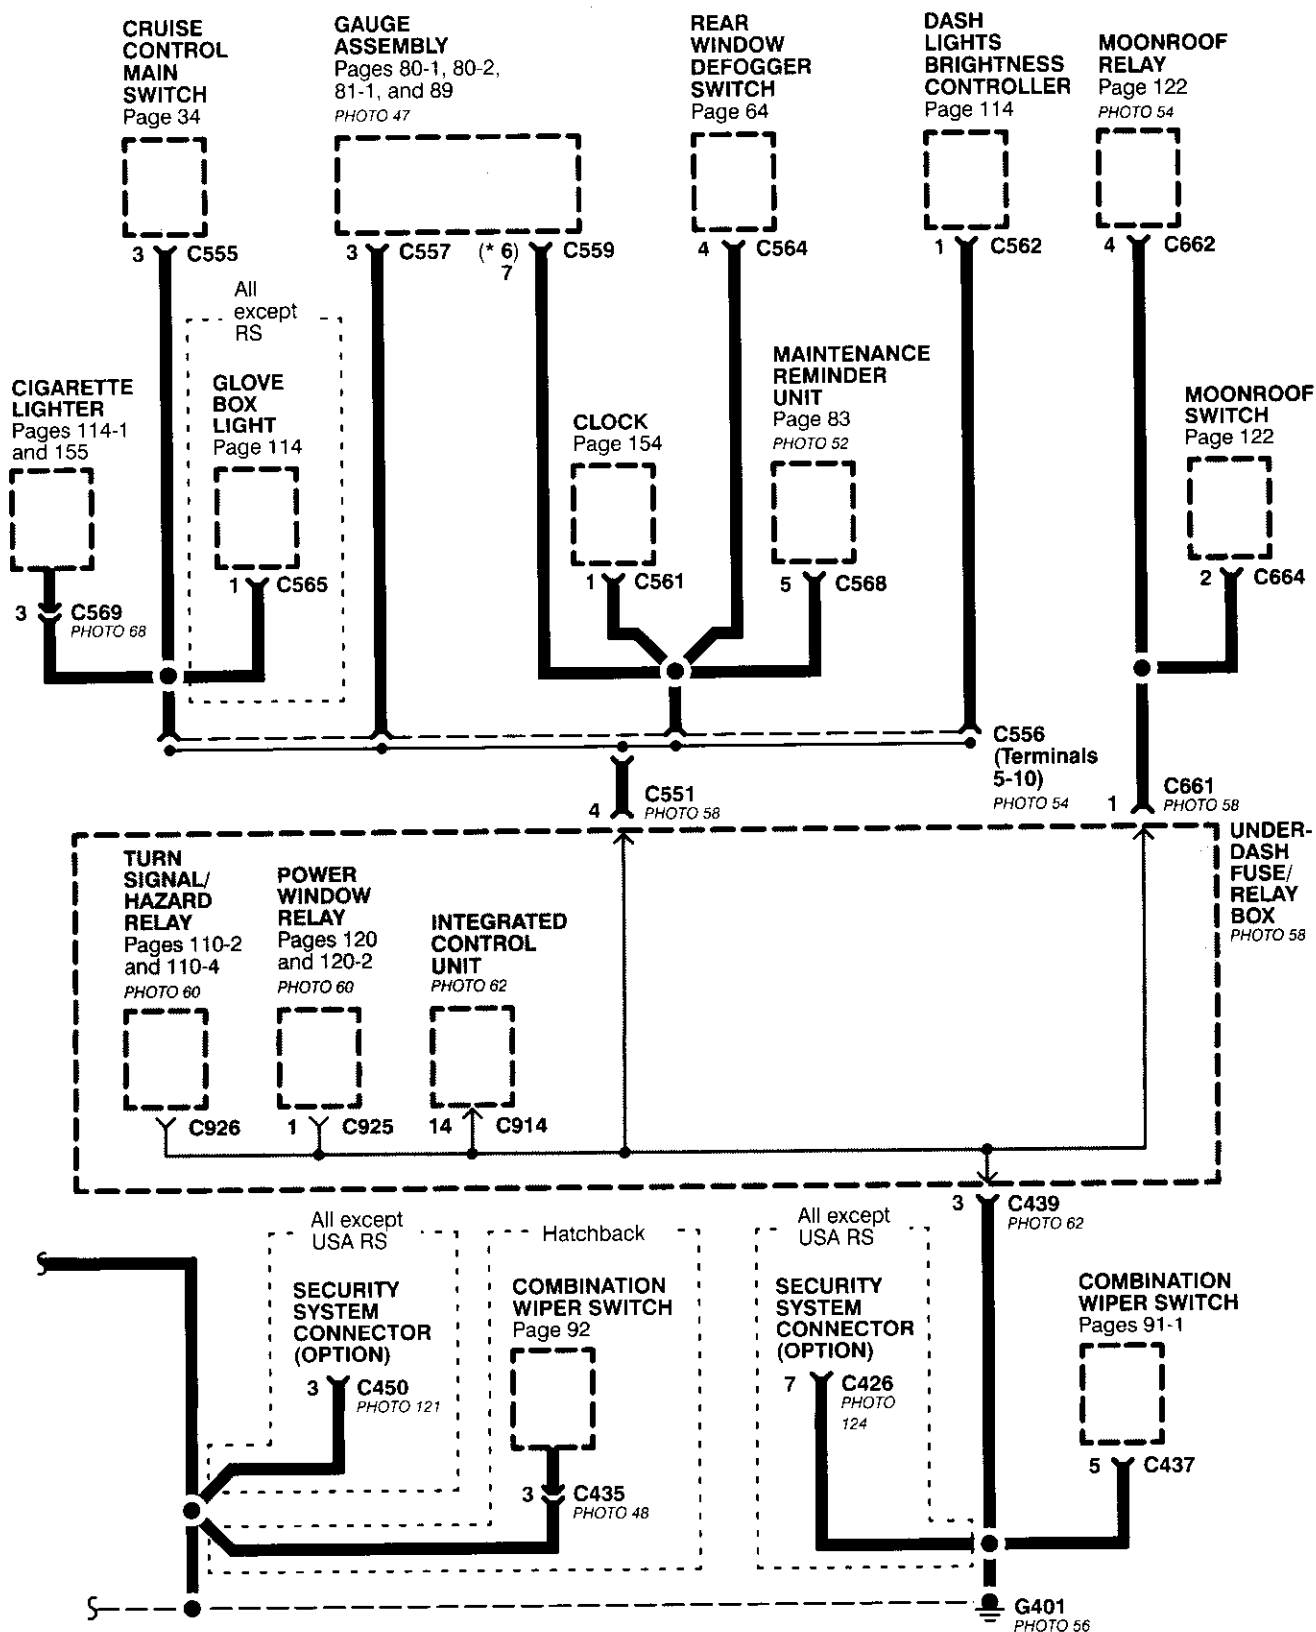 CRUISE
CONTROL
MAIN
SWITCH
Page 34
GAUGE
ASSEMBLY
Pages 80-1, 80-2,
81-1, and 89
PHOTO 47
REAR
WINDOW
DEFOGGER
SWITCH
Page 64
DASH
LIGHTS
BRIGHTNESS
CONTROLLER
Page 114
MOONROOF
RELAY
Page 122
PHOTO 54
3 C555
3 C557
(* 6)
7
C559
4 C564
1 C562
4 C662
All
except
RS
CIGARETTE
LIGHTER
Pages 114-1
and 155
GLOVE
BOX
LIGHT
Page 114
CLOCK
Page 154
MAINTENANCE
REMINDER
UNIT
Page 83
PHOTO 52
MOONROOF
SWITCH
Page 122
3 C569
PHOTO 68
1 C565
1 C561
5 C568
2 C664
C556
(Terminals
5-10)
PHOTO 54
4 C551
PHOTO 58
1 C661
PHOTO 58
UNDER-
DASH
FUSE/
RELAY
BOX
PHOTO 58
TURN
SIGNAL/
HAZARD
RELAY
Pages 110-2
and 110-4
PHOTO 60
POWER
WINDOW
RELAY
Pages 120
and 120-2
PHOTO 60
INTEGRATED
CONTROL
UNIT
PHOTO 62
C926
1 C925
14 C914
3 C439
PHOTO 62
All except
USA RS
Hatchback
All except
USA RS
SECURITY
SYSTEM
CONNECTOR
(OPTION)
3 C450
PHOTO 121
COMBINATION
WIPER SWITCH
Page 92
3 C435
PHOTO 48
SECURITY
SYSTEM
CONNECTOR
(OPTION)
7 C426
PHOTO
124
COMBINATION
WIPER SWITCH
Pages 91-1
5 C437
G401
PHOTO 56